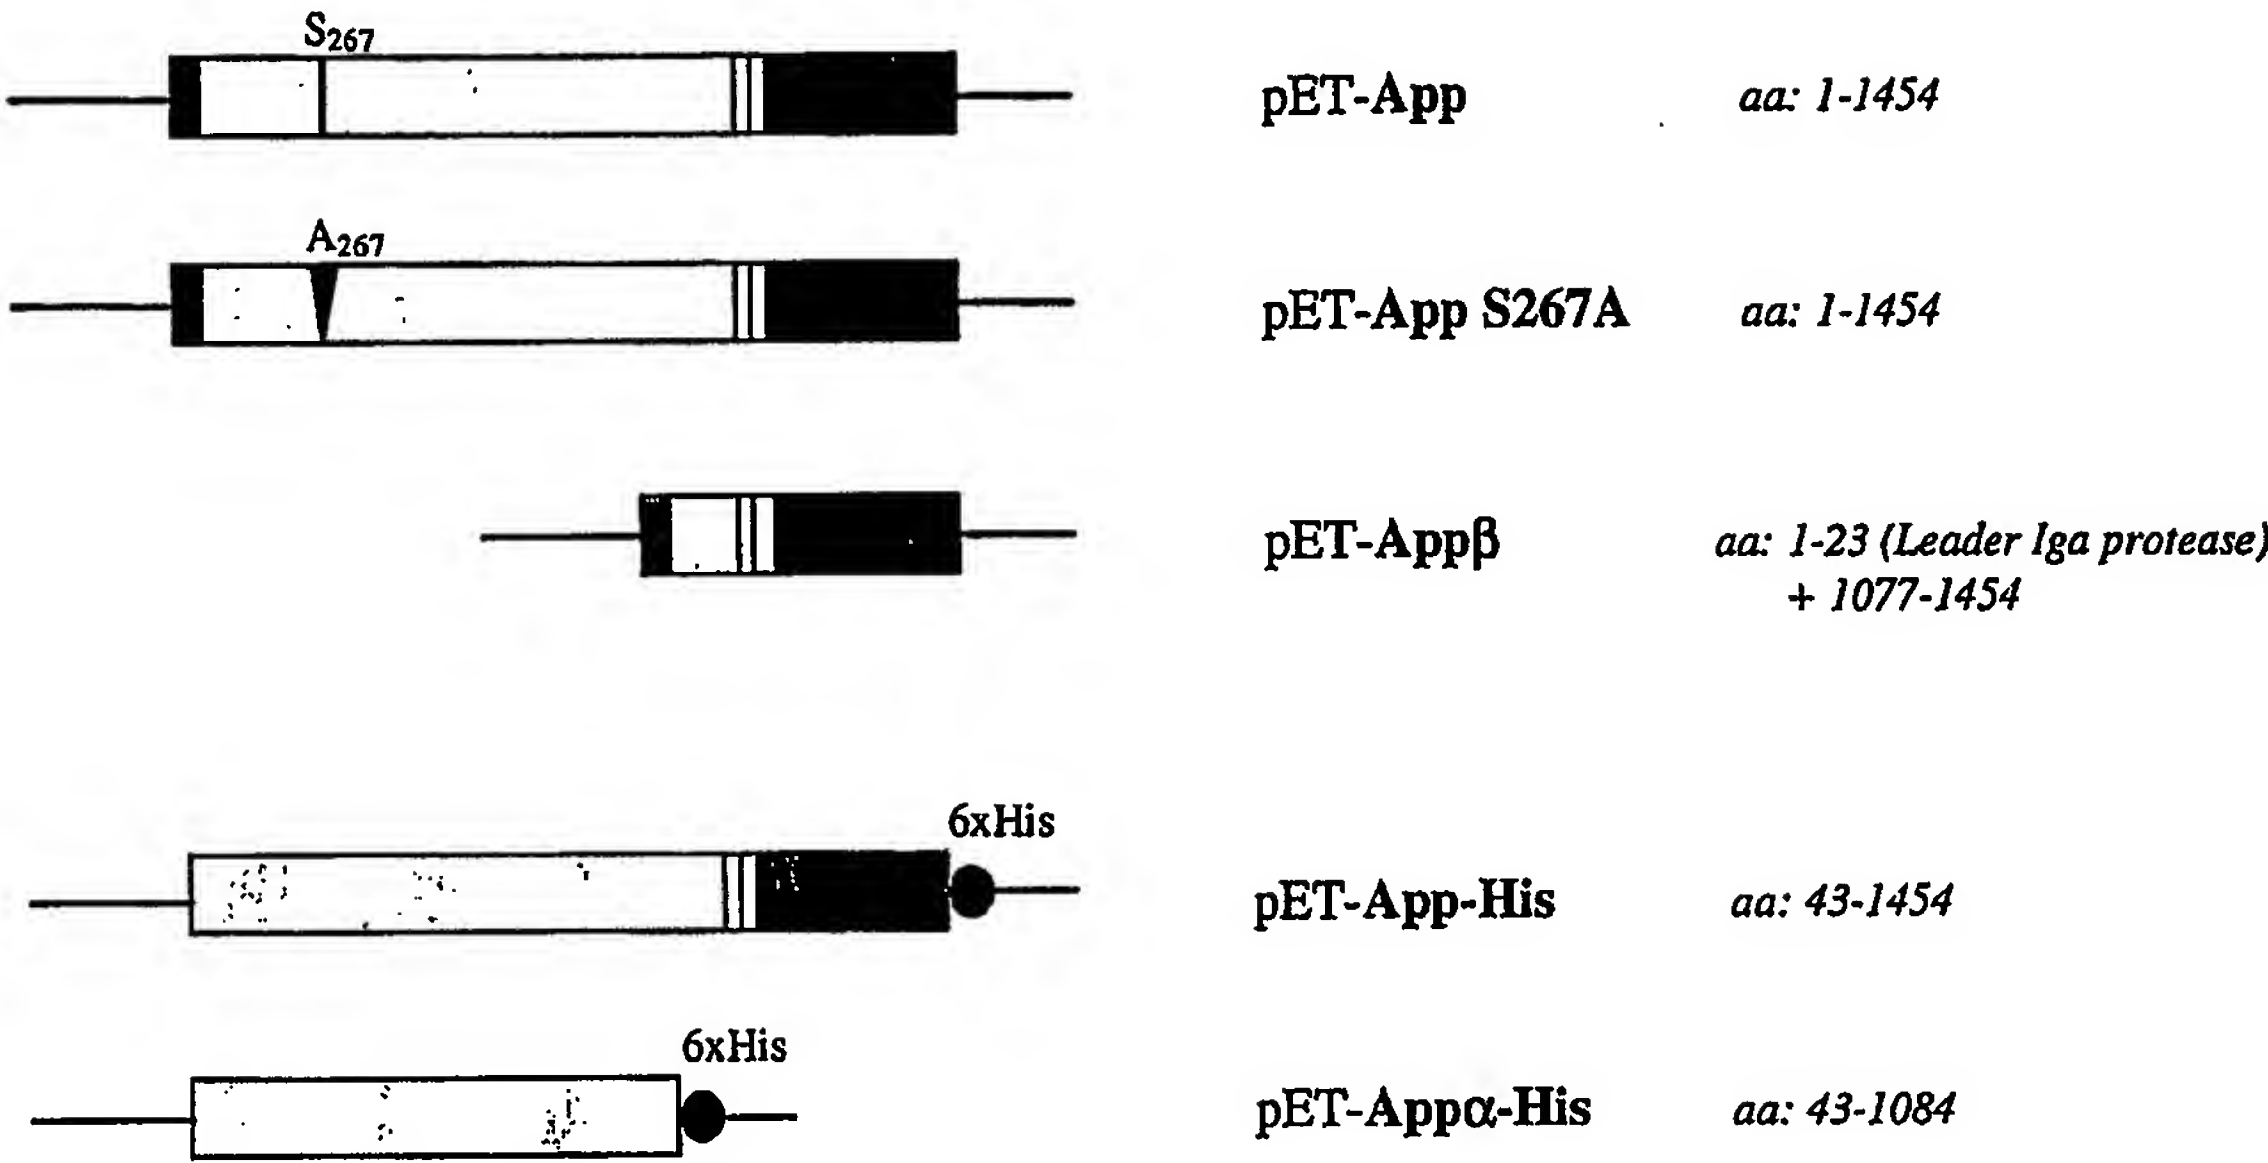 S267
pET-App aa: 1-1454
A267
pET-App S267A aa: 1-1454
pET-Appβ aa: 1-23 (Leader Iga protease)
+ 1077-1454
6xHis
pET-App-His aa: 43-1454
6xHis
pET-Appα-His aa: 43-1084